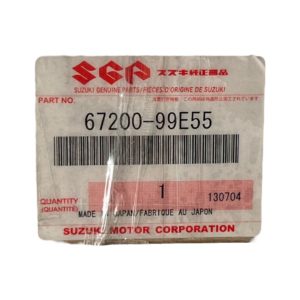 SGP スズキ純正部品
SUZUKI GENUINE PARTS/PIÈCES D'ORIGINE DE SUZUKI
PART NO.
67200-99E55
QUANTITY
(QUANTITÉ)
1
130704
MADE IN JAPAN/FABRIQUE AU JAPON
SUZUKI MOTOR CORPORATION